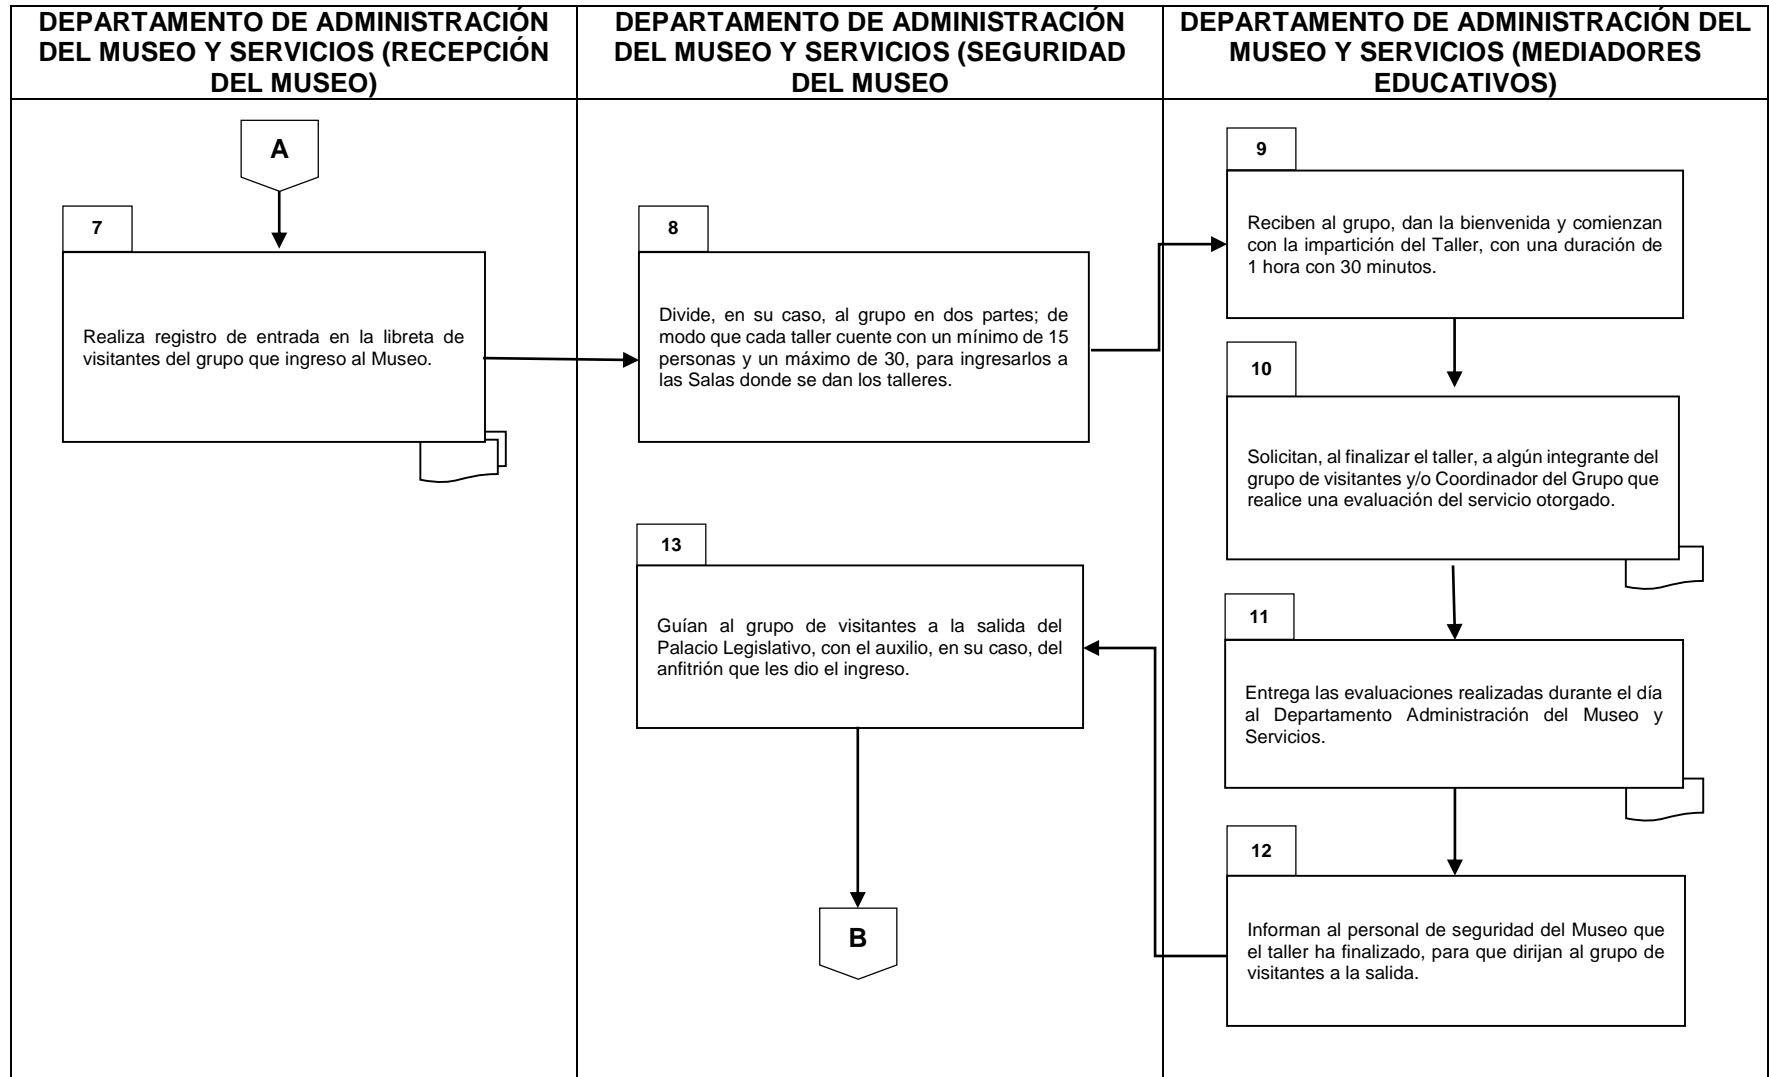 DEPARTAMENTO DE ADMINISTRACIÓN
DEL MUSEO Y SERVICIOS (RECEPCIÓN
DEL MUSEO)
DEPARTAMENTO DE ADMINISTRACIÓN
DEL MUSEO Y SERVICIOS (SEGURIDAD
DEL MUSEO
DEPARTAMENTO DE ADMINISTRACIÓN DEL
MUSEO Y SERVICIOS (MEDIADORES
EDUCATIVOS)
A
7
Realiza registro de entrada en la libreta de
visitantes del grupo que ingreso al Museo.
8
Divide, en su caso, al grupo en dos partes; de
modo que cada taller cuente con un mínimo de 15
personas y un máximo de 30, para ingresarlos a
las Salas donde se dan los talleres.
9
Reciben al grupo, dan la bienvenida y comienzan
con la impartición del Taller, con una duración de
1 hora con 30 minutos.
10
Solicitan, al finalizar el taller, a algún integrante del
grupo de visitantes y/o Coordinador del Grupo que
realice una evaluación del servicio otorgado.
11
Entrega las evaluaciones realizadas durante el día
al Departamento Administración del Museo y
Servicios.
12
Informan al personal de seguridad del Museo que
el taller ha finalizado, para que dirijan al grupo de
visitantes a la salida.
13
Guían al grupo de visitantes a la salida del
Palacio Legislativo, con el auxilio, en su caso, del
anfitrión que les dio el ingreso.
B